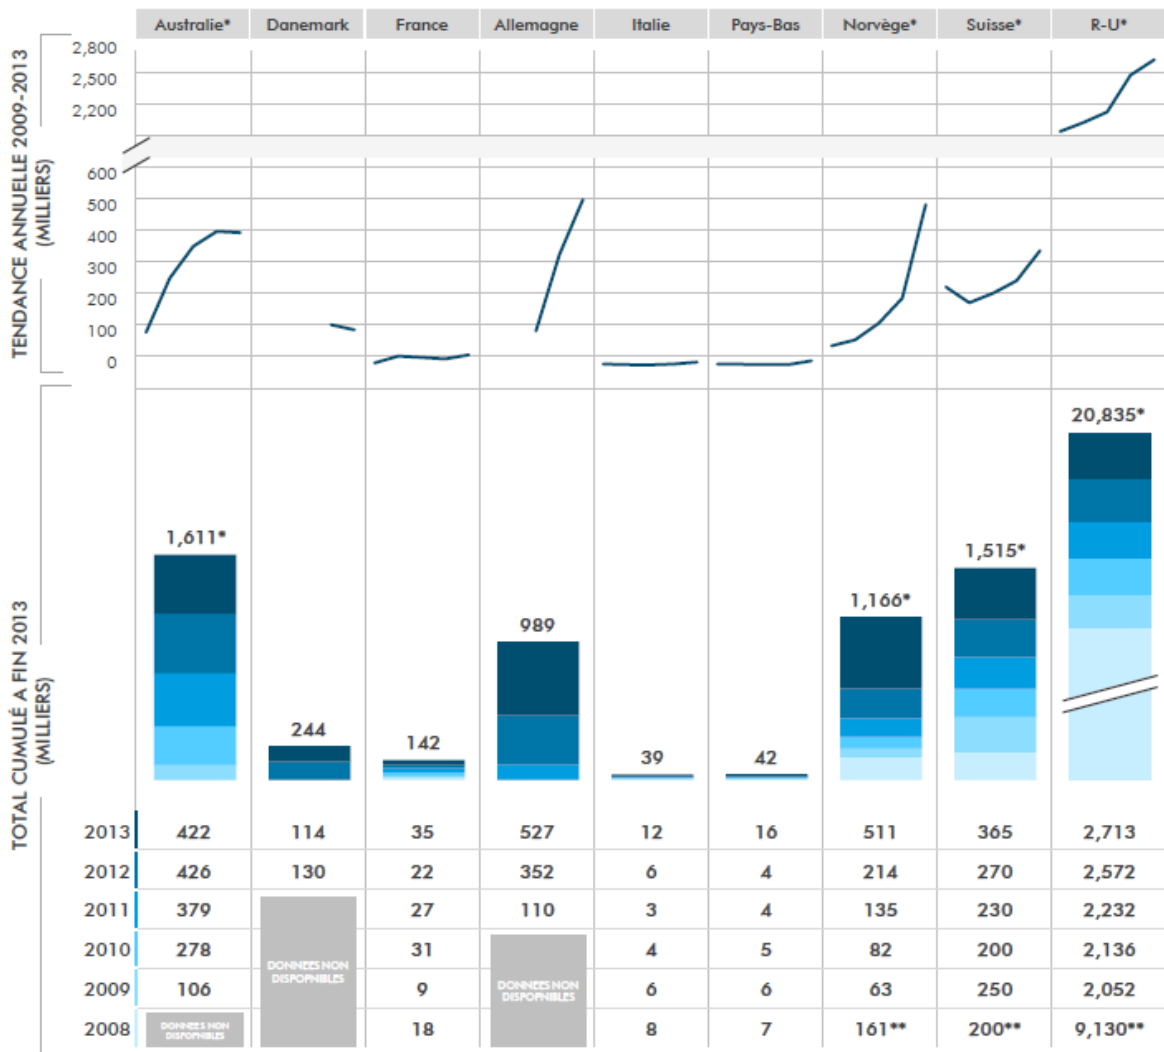 Australie* Danemark France Allemagne Italie Pays-Bas Norvège* Suisse* R-U*
TENDANCE ANNUELLE 2009-2013
(MILLIERS)
2,800
2,500
2,200
600
500
400
300
200
100
0
TOTAL CUMULÉ A FIN 2013
(MILLIERS)
1,611* 244 142 989 39 42 1,166* 1,515* 20,835*
2013 422 114 35 527 12 16 511 365 2,713
2012 426 130 22 352 6 4 214 270 2,572
2011 379 27 110 3 4 135 230 2,232
2010 278 31 4 5 82 200 2,136
DONNEES NON
DISPOPNIBLES
2009 106 9 6 6 63 250 2,052
DONNEES NON
DISPOPNIBLES
2008 18 8 7 161** 200** 9,130**
DONNEES NON
DISPOPNIBLES